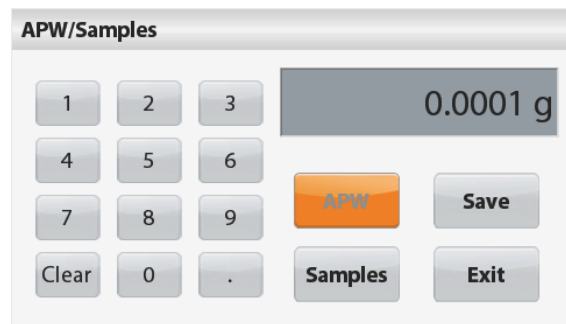 APW/Samples
1 2 3 0.0001 g
4 5 6
APW Save
7 8 9
Clear 0 . Samples Exit